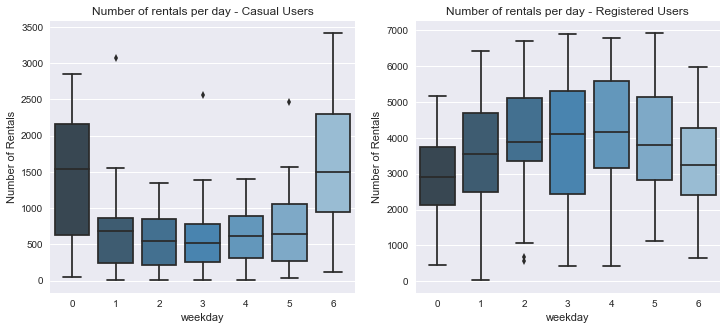 Number of rentals per day - Casual Users
Number of Rentals
3500
3000
2500
2000
1500
1000
500
0
0 1 2 3 4 5 6
weekday
Number of rentals per day - Registered Users
Number of Rentals
7000
6000
5000
4000
3000
2000
1000
0
0 1 2 3 4 5 6
weekday